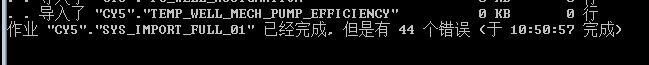 . . 导入了 "CY5"."TEMP_WELL_MECH_PUMP_EFFICIENCY" 0 KB 0 行
作业 "CY5"."SYS_IMPORT_FULL_01" 已经完成, 但是有 44 个错误 (于 10:50:57 完成)